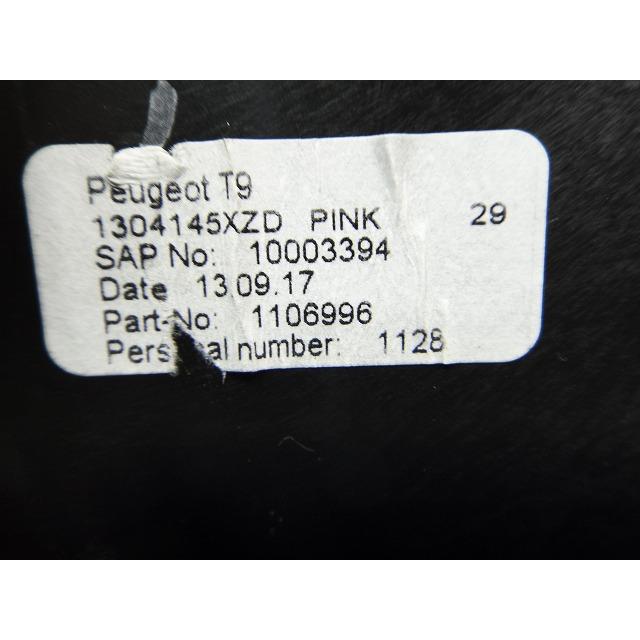 Peugeot T9
1304145XZD PINK 29
SAP No: 10003394
Date 13 09.17
Part-No: 1106996
number: 1128